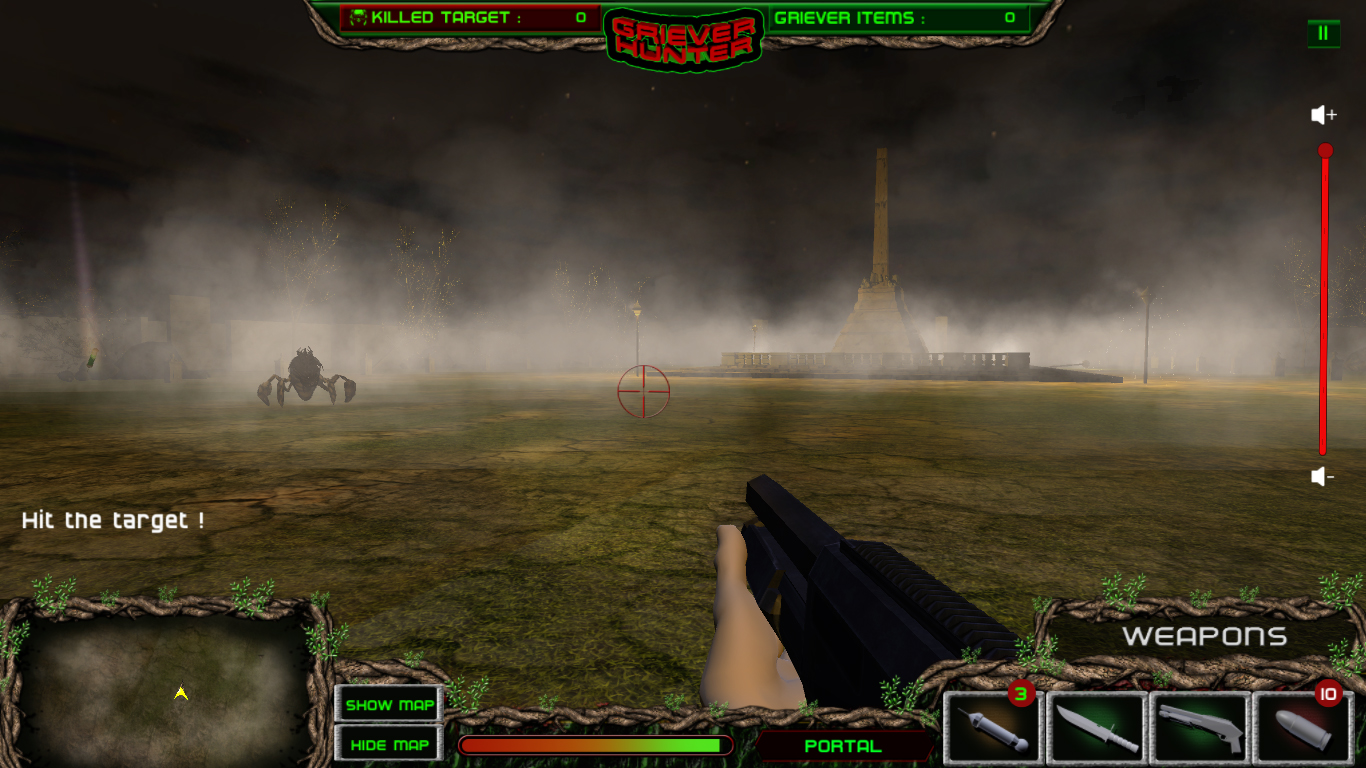 KILLED TARGET : 0
GRIEVER HUNTER
GRIEVER ITEMS : 0
Hit the target !
WEAPONS
3
10
SHOW MAP
HIDE MAP
PORTAL